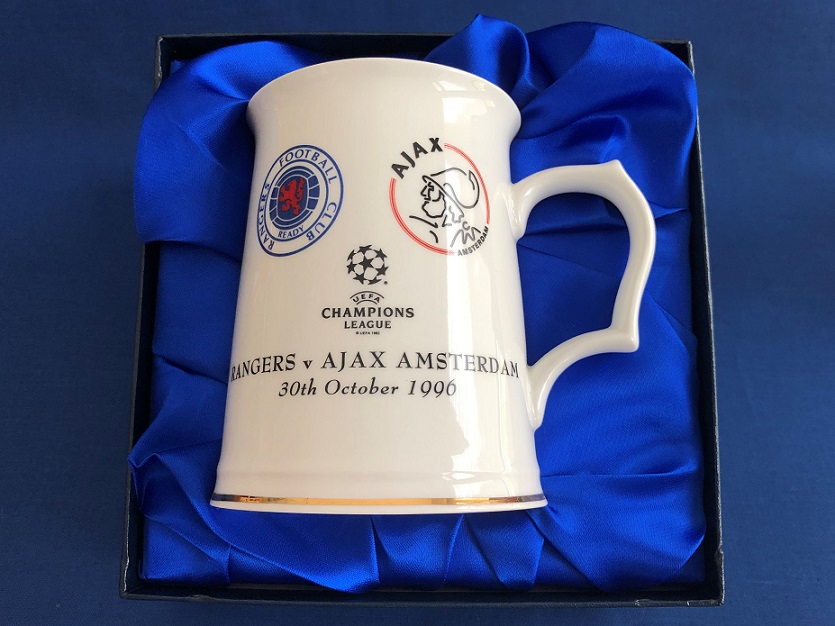 RANGERS FOOTBALL CLUB
READY
AJAX
AMSTERDAM
UEFA
CHAMPIONS
LEAGUE
RANGERS v AJAX AMSTERDAM
30th October 1996